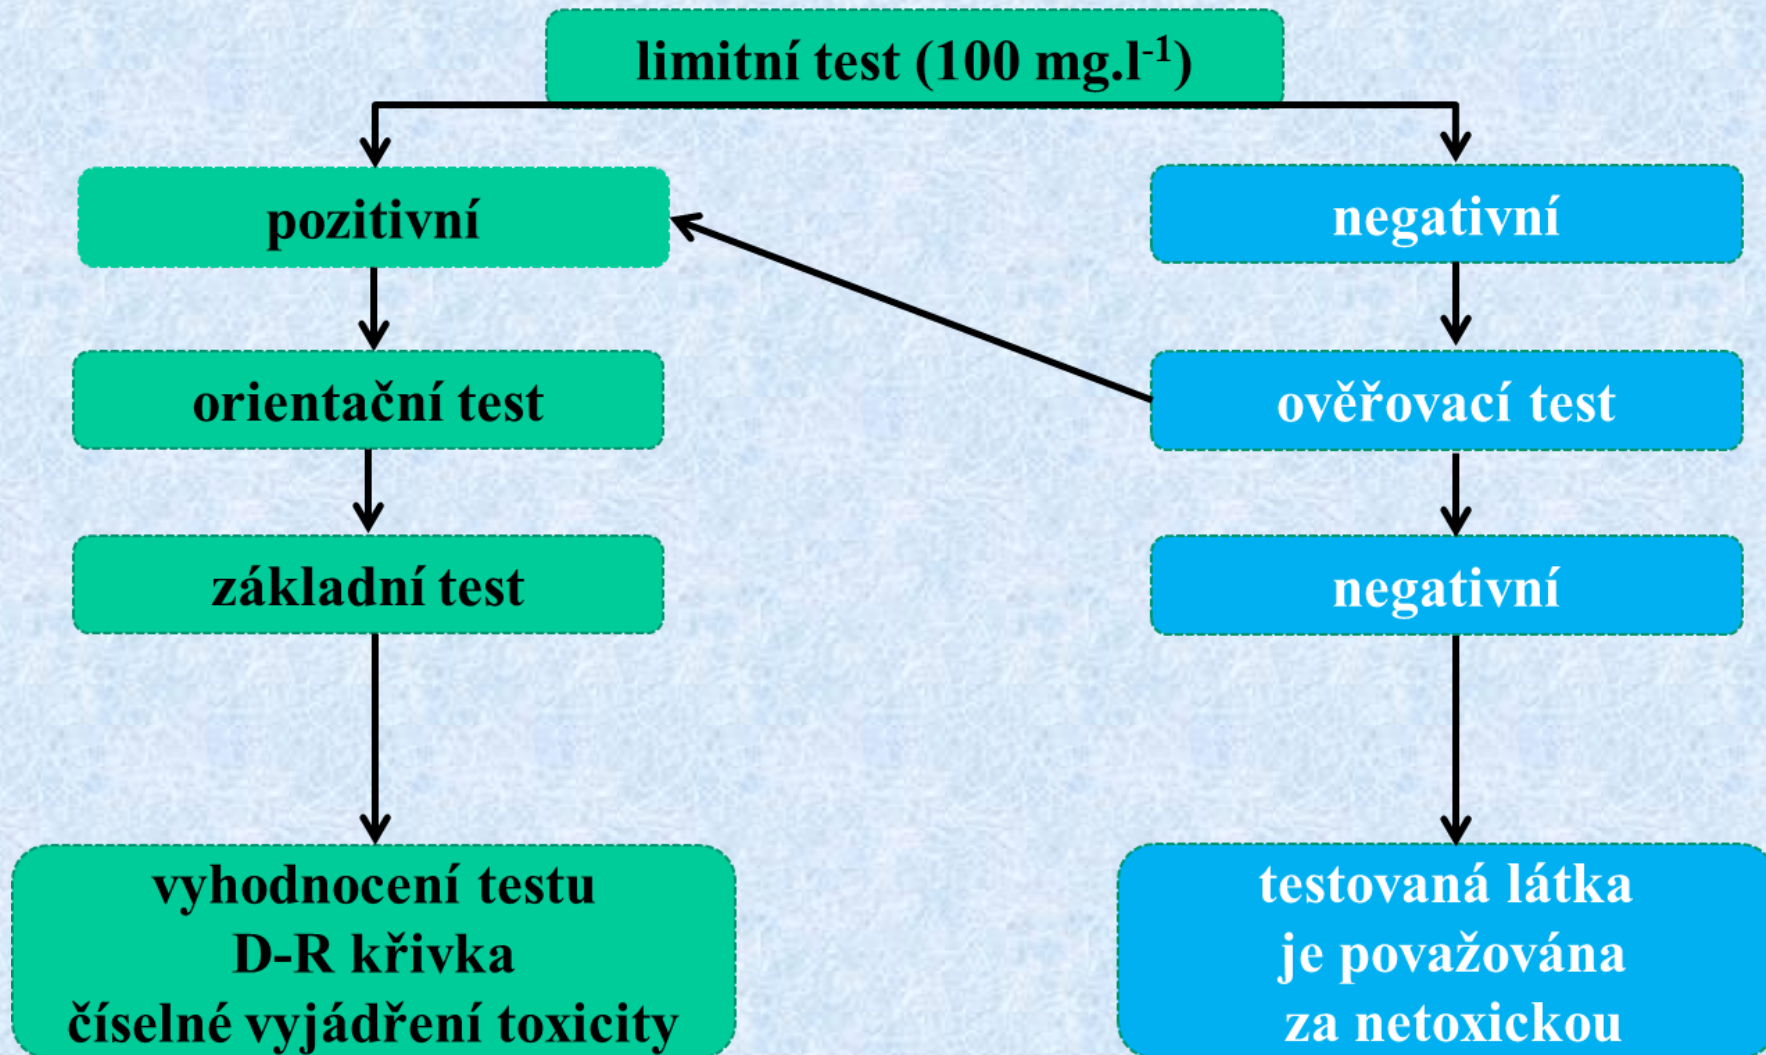 limitní test (100 mg.l⁻¹)
pozitivní
negativní
orientační test
ověřovací test
základní test
negativní
vyhodnocení testu
D-R křivka
číselné vyjádření toxicity
testovaná látka
je považována
za netoxickou